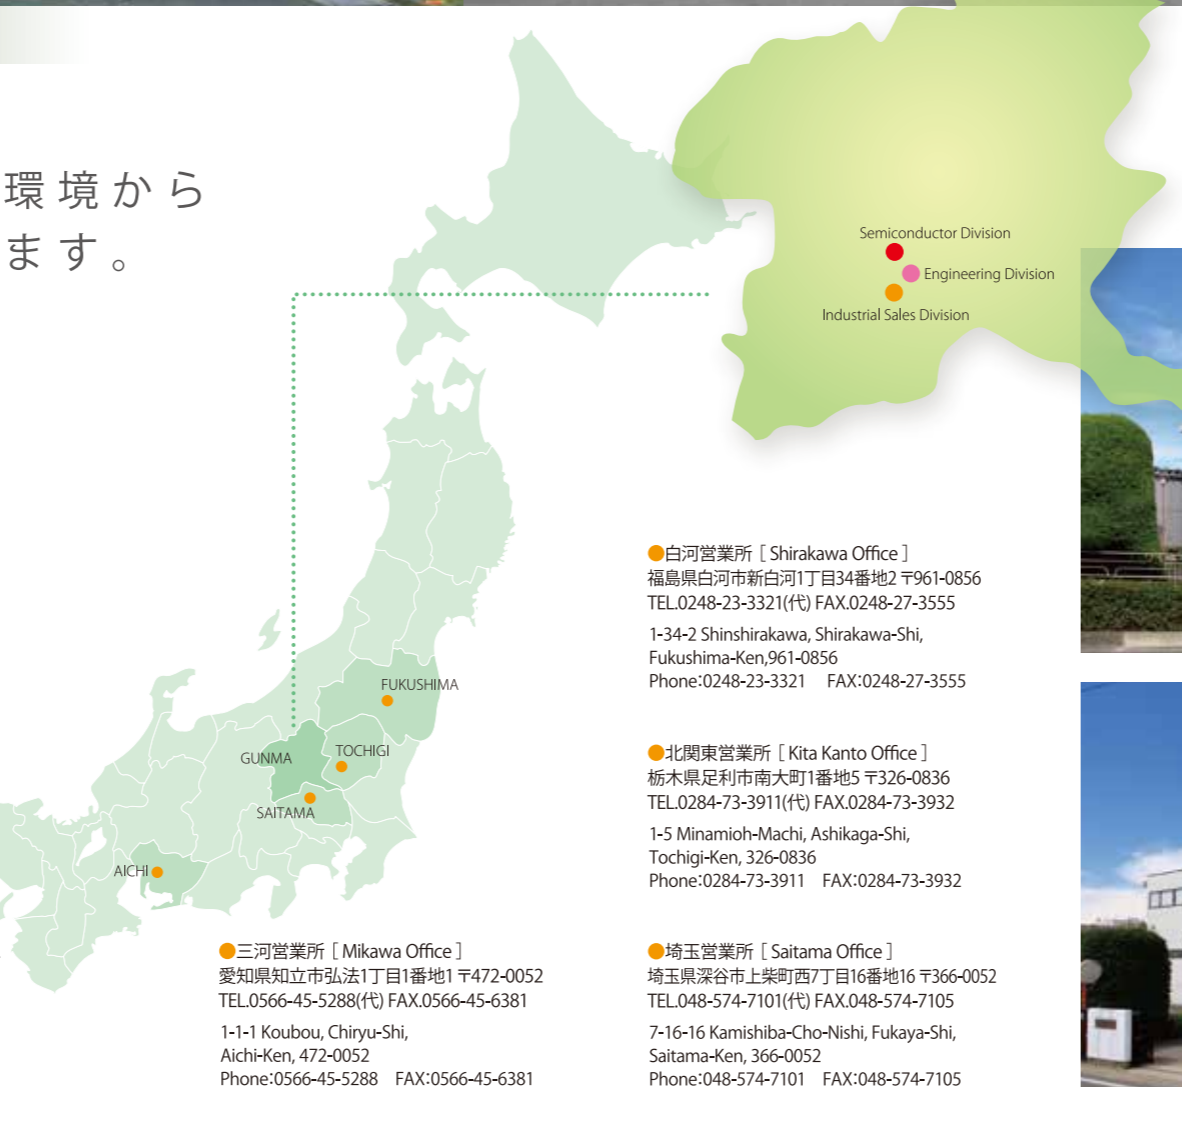 環境から
ます。
Semiconductor Division
Engineering Division
Industrial Sales Division
FUKUSHIMA
GUNMA
TOCHIGI
SAITAMA
AICHI
●白河営業所［Shirakawa Office］
福島県白河市新白河1丁目34番地2 〒961-0856
TEL.0248-23-3321(代) FAX.0248-27-3555
1-34-2 Shinshirakawa, Shirakawa-Shi,
Fukushima-Ken,961-0856
Phone:0248-23-3321 FAX:0248-27-3555
●北関東営業所［Kita Kanto Office］
栃木県足利市南大町1番地5 〒326-0836
TEL.0284-73-3911(代) FAX.0284-73-3932
1-5 Minamioh-Machi, Ashikaga-Shi,
Tochigi-Ken, 326-0836
Phone:0284-73-3911 FAX:0284-73-3932
●三河営業所［Mikawa Office］
愛知県知立市弘法1丁目1番地1 〒472-0052
TEL.0566-45-5288(代) FAX.0566-45-6381
1-1-1 Koubou, Chiryu-Shi,
Aichi-Ken, 472-0052
Phone:0566-45-5288 FAX:0566-45-6381
●埼玉営業所［Saitama Office］
埼玉県深谷市上柴町西7丁目16番地16 〒366-0052
TEL.048-574-7101(代) FAX.048-574-7105
7-16-16 Kamishiba-Cho-Nishi, Fukaya-Shi,
Saitama-Ken, 366-0052
Phone:048-574-7101 FAX:048-574-7105